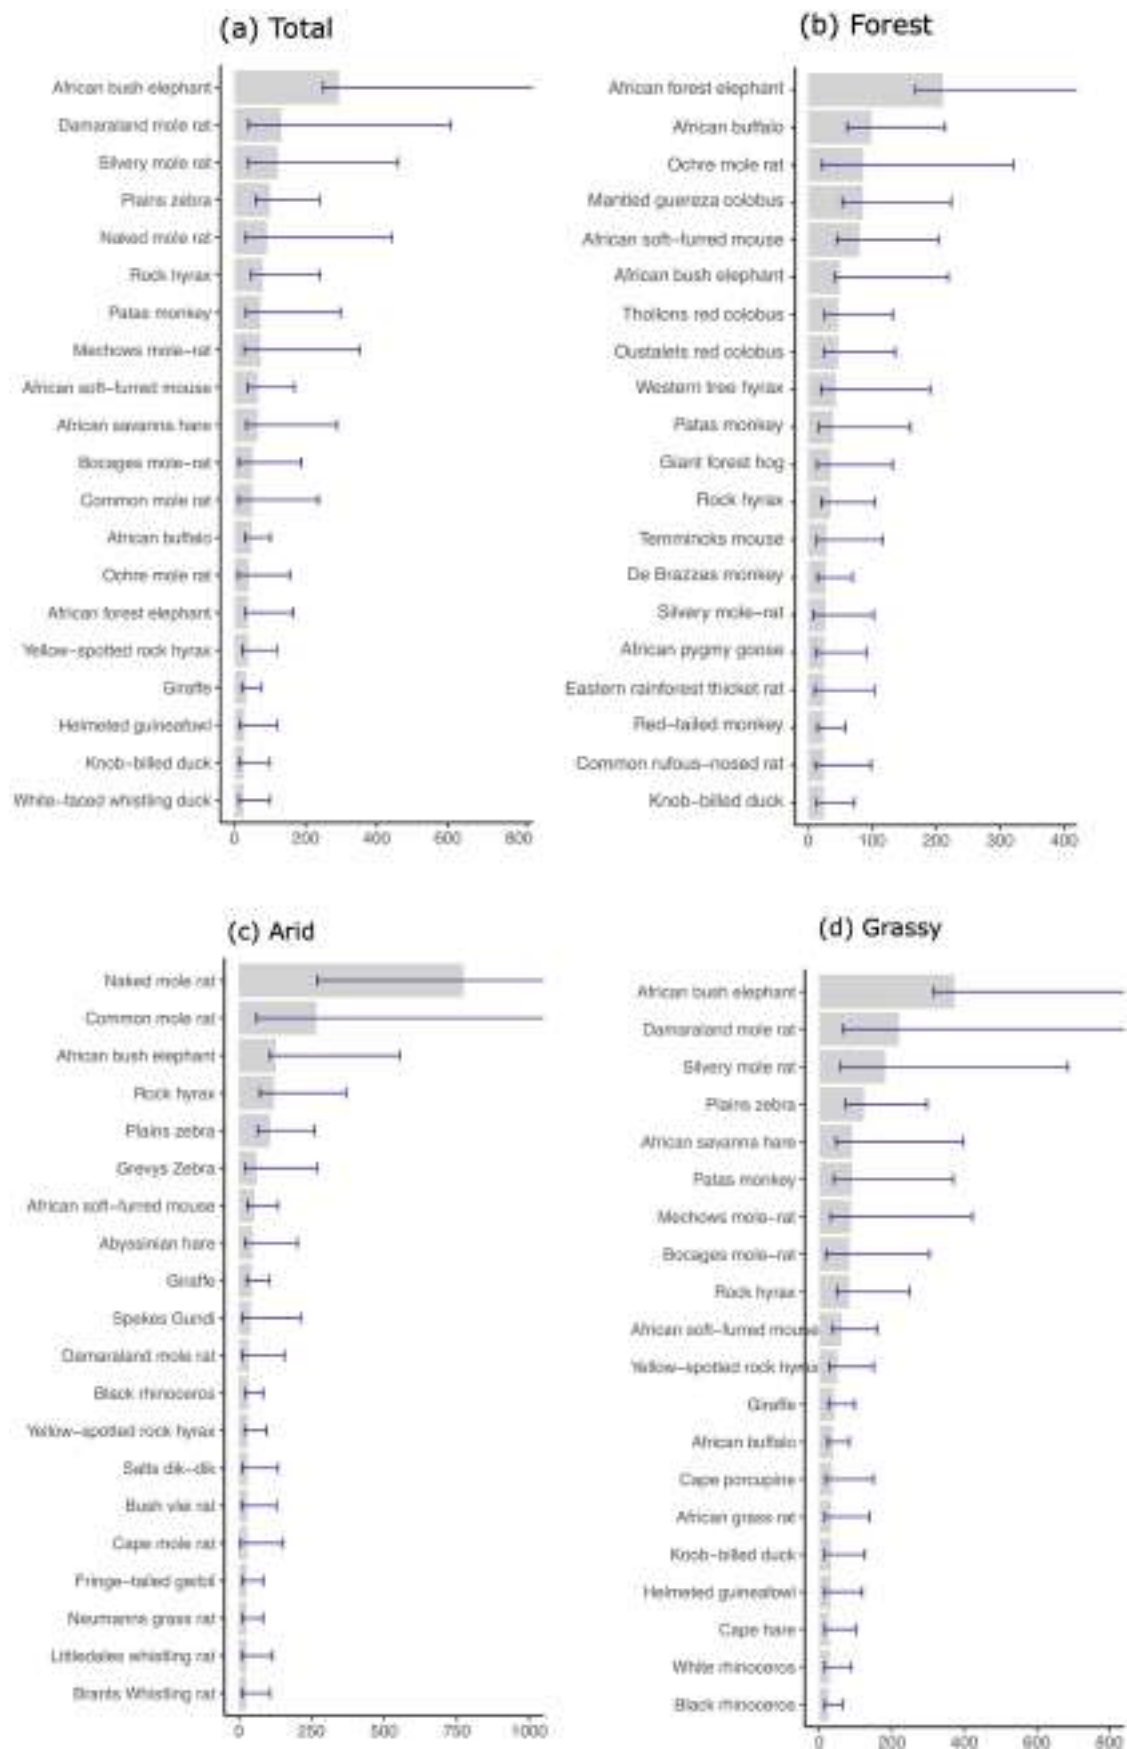 (a) Total
African bush elephant
Damaraland mole rat
Silvery mole rat
Plains zebra
Naked mole rat
Rock hyrax
Patas monkey
Mechows mole-rat
African soft-furred mouse
African savanna hare
Bocages mole-rat
Common mole rat
African buffalo
Ochre mole rat
African forest elephant
Yellow-spotted rock hyrax
Giraffe
Helmeted guineafowl
Knob-billed duck
White-faced whistling duck
0 200 400 600 800
(b) Forest
African forest elephant
African buffalo
Ochre mole rat
Mantled guereza colobus
African soft-furred mouse
African bush elephant
Thollons red colobus
Oustalets red colobus
Western tree hyrax
Patas monkey
Giant forest hog
Rock hyrax
Temmincks mouse
De Brazzas monkey
Silvery mole-rat
African pygmy goose
Eastern rainforest thicket rat
Red-tailed monkey
Common rufous-nosed rat
Knob-billed duck
0 100 200 300 400
(c) Arid
Naked mole rat
Common mole rat
African bush elephant
Rock hyrax
Plains zebra
Grevys Zebra
African soft-furred mouse
Abyssinian hare
Giraffe
Spekes Gundi
Damaraland mole rat
Black rhinoceros
Yellow-spotted rock hyrax
Salts dik-dik
Bush vlei rat
Cape mole rat
Fringe-tailed gerbil
Neumanns grass rat
Littledales whistling rat
Brants Whistling rat
0 250 500 750 1000
(d) Grassy
African bush elephant
Damaraland mole rat
Silvery mole rat
Plains zebra
African savanna hare
Patas monkey
Mechows mole-rat
Bocages mole-rat
Rock hyrax
African soft-furred mouse
Yellow-spotted rock hyrax
Giraffe
African buffalo
Cape porcupine
African grass rat
Knob-billed duck
Helmeted guineafowl
Cape hare
White rhinoceros
Black rhinoceros
0 200 400 600 800